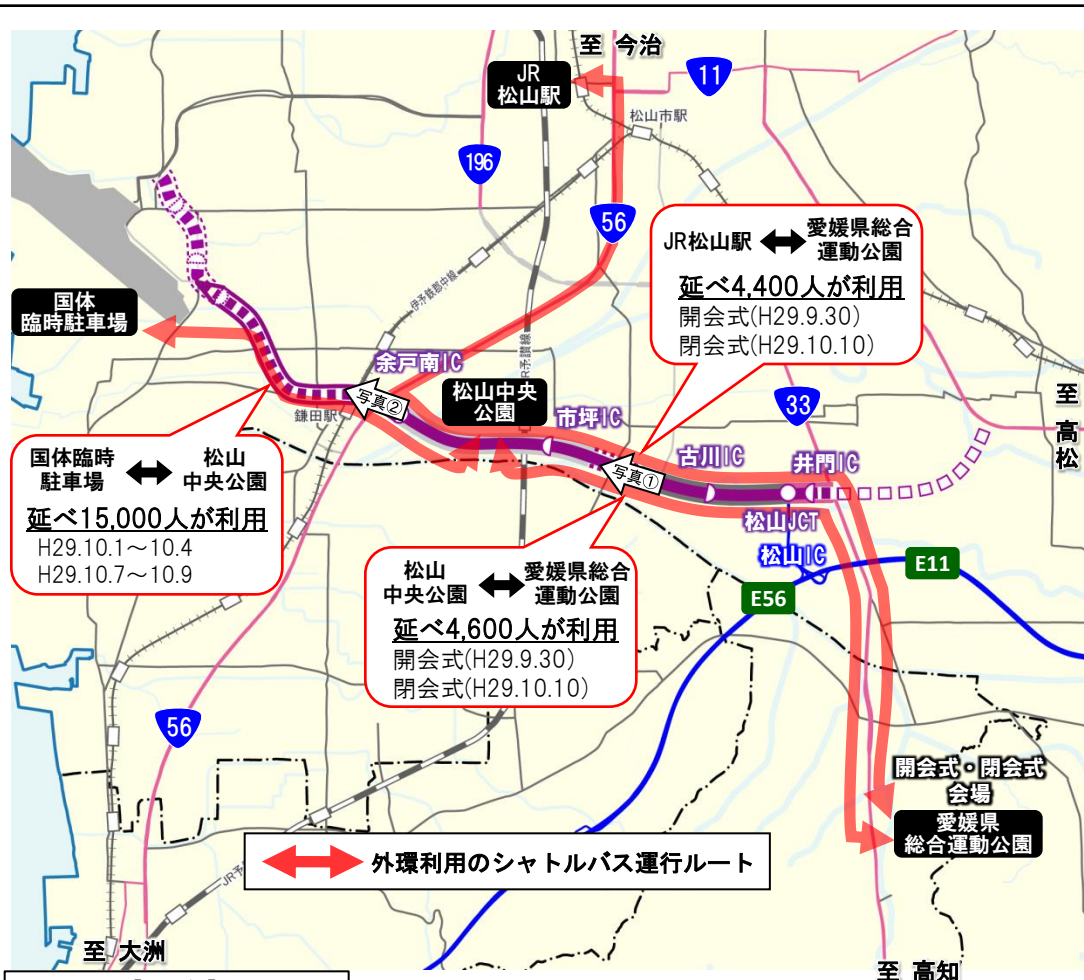 至 今治
JR
松山駅
11
松山市駅
196
56
JR松山駅 愛媛県総合
運動公園
延べ4,400人が利用
開会式(H29.9.30)
閉会式(H29.10.10)
国体
臨時駐車場
伊予鉄郡中線
JR予讃線
余戸南IC
写真②
鎌田駅
松山中央
公園
市坪IC
33
至 高松
写真①
古川IC
井門IC
松山JCT
松山IC
E11
E56
国体臨時 松山
駐車場 中央公園
延べ15,000人が利用
H29.10.1～10.4
H29.10.7～10.9
松山 愛媛県総合
中央公園 運動公園
延べ4,600人が利用
開会式(H29.9.30)
閉会式(H29.10.10)
56
開会式・閉会式
会場
愛媛県
総合運動公園
外環利用のシャトルバス運行ルート
至 大洲
至 高知